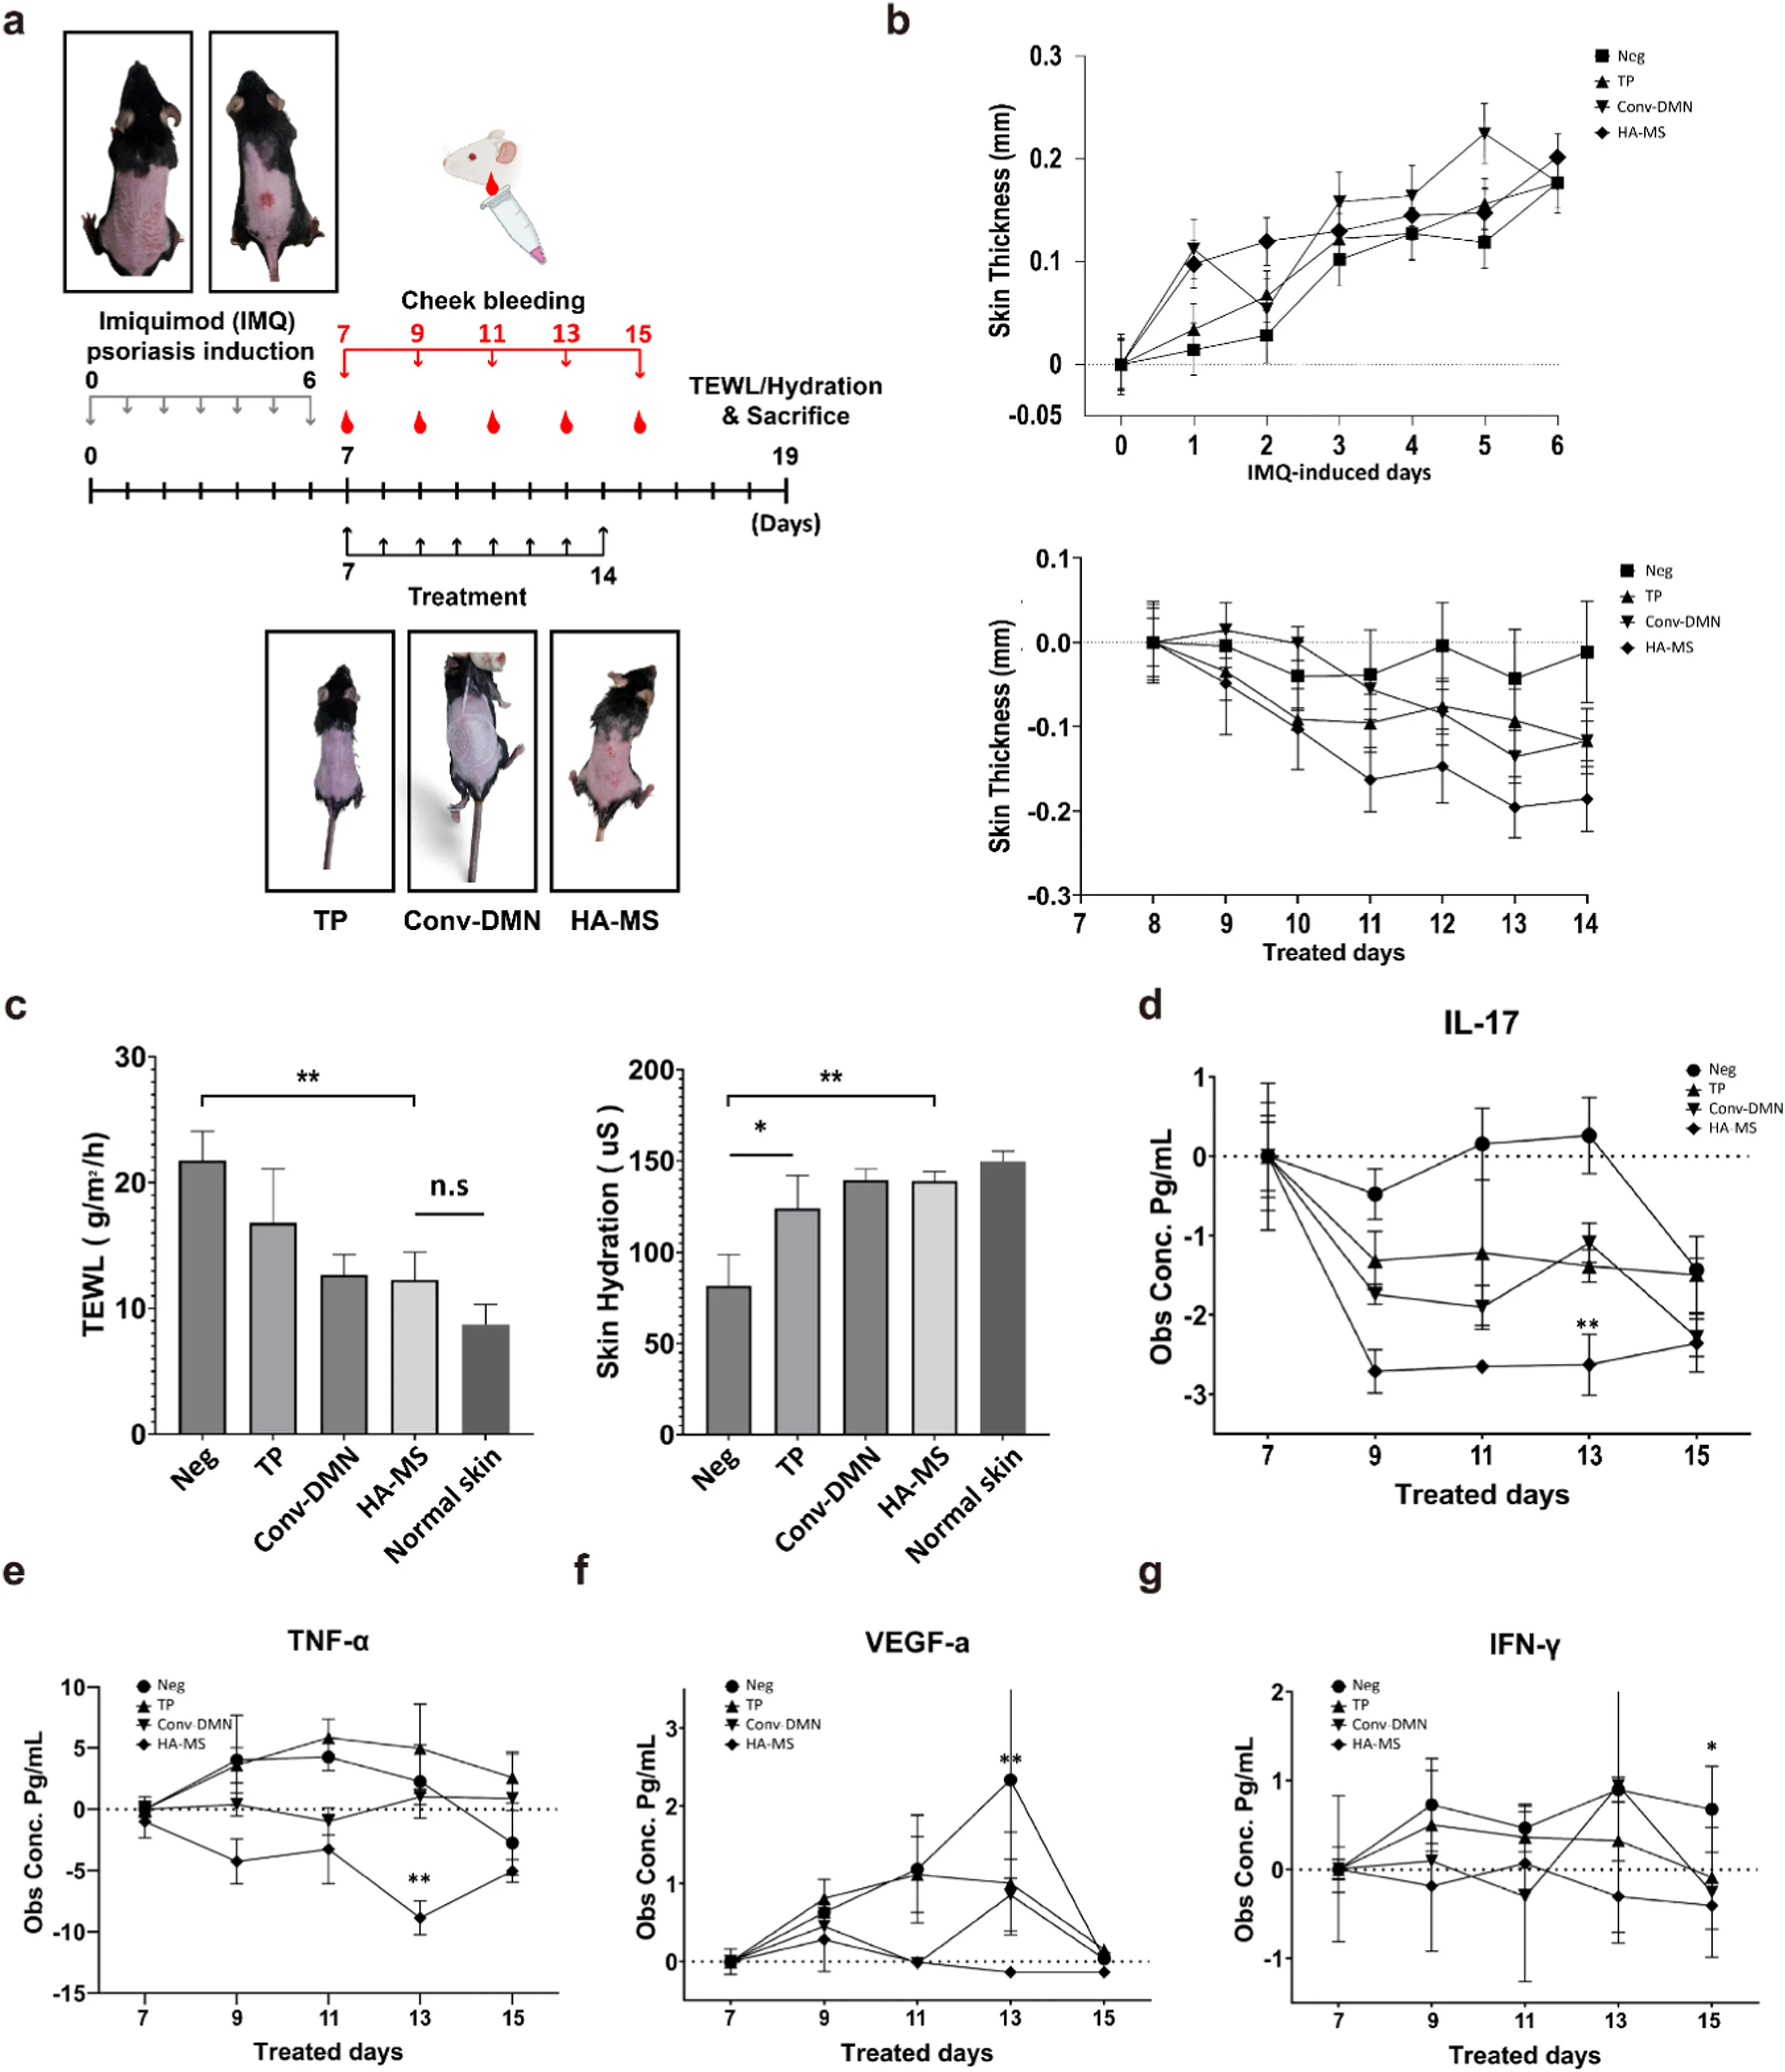 a
Imiquimod (IMQ)
psoriasis induction
0 6
Cheek bleeding
7 9 11 13 15
TEWL/Hydration
& Sacrifice
0 7 19
(Days)
7 14
Treatment
TP Conv-DMN HA-MS
b
Skin Thickness (mm)
0.3
0.2
0.1
0
-0.05
0 1 2 3 4 5 6
IMQ-induced days
Neg
TP
Conv-DMN
HA-MS
Skin Thickness (mm)
0.1
0.0
-0.1
-0.2
-0.3
7 8 9 10 11 12 13 14
Treated days
Neg
TP
Conv-DMN
HA-MS
c
TEWL ( g/m²/h)
30
20
10
0
**
n.s
Neg
TP
Conv-DMN
HA-MS
Normal skin
Skin Hydration ( uS )
200
150
100
50
0
**
*
Neg
TP
Conv-DMN
HA-MS
Normal skin
d
IL-17
Obs Conc. Pg/mL
1
0
-1
-2
-3
**
7 9 11 13 15
Treated days
Neg
TP
Conv-DMN
HA-MS
e
TNF-α
Obs Conc. Pg/mL
10
5
0
-5
-10
-15
Neg
TP
Conv-DMN
HA-MS
**
7 9 11 13 15
Treated days
f
VEGF-a
Obs Conc. Pg/mL
3
2
1
0
Neg
TP
Conv-DMN
HA-MS
**
7 9 11 13 15
Treated days
g
IFN-γ
Obs Conc. Pg/mL
2
1
0
-1
Neg
TP
Conv-DMN
HA-MS
*
7 9 11 13 15
Treated days